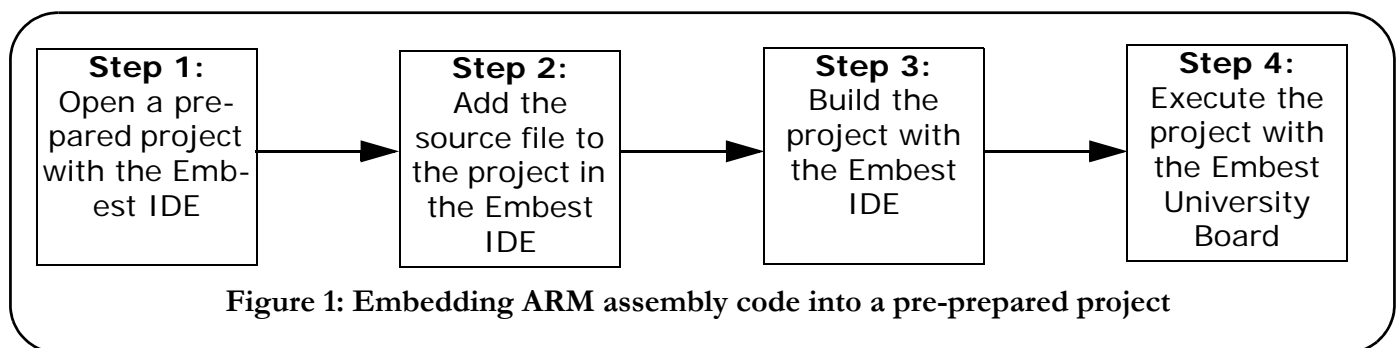 Step 1:
Open a pre-
pared project
with the Emb-
est IDE
Step 2:
Add the
source file to
the project in
the Embest
IDE
Step 3:
Build the
project with
the Embest
IDE
Step 4:
Execute the
project with
the Embest
University
Board
Figure 1: Embedding ARM assembly code into a pre-prepared project